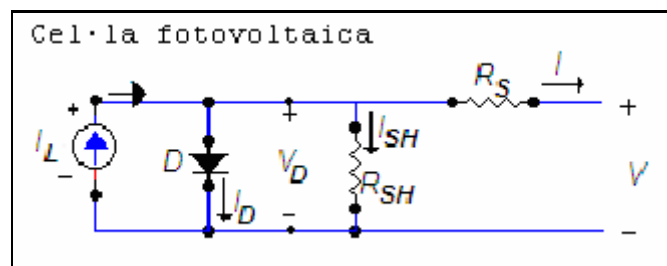 Cel·la fotovoltaica
R_S
I
+
+
+
I_L
D
V_D
I_SH
R_SH
V
−
I_D
−
−